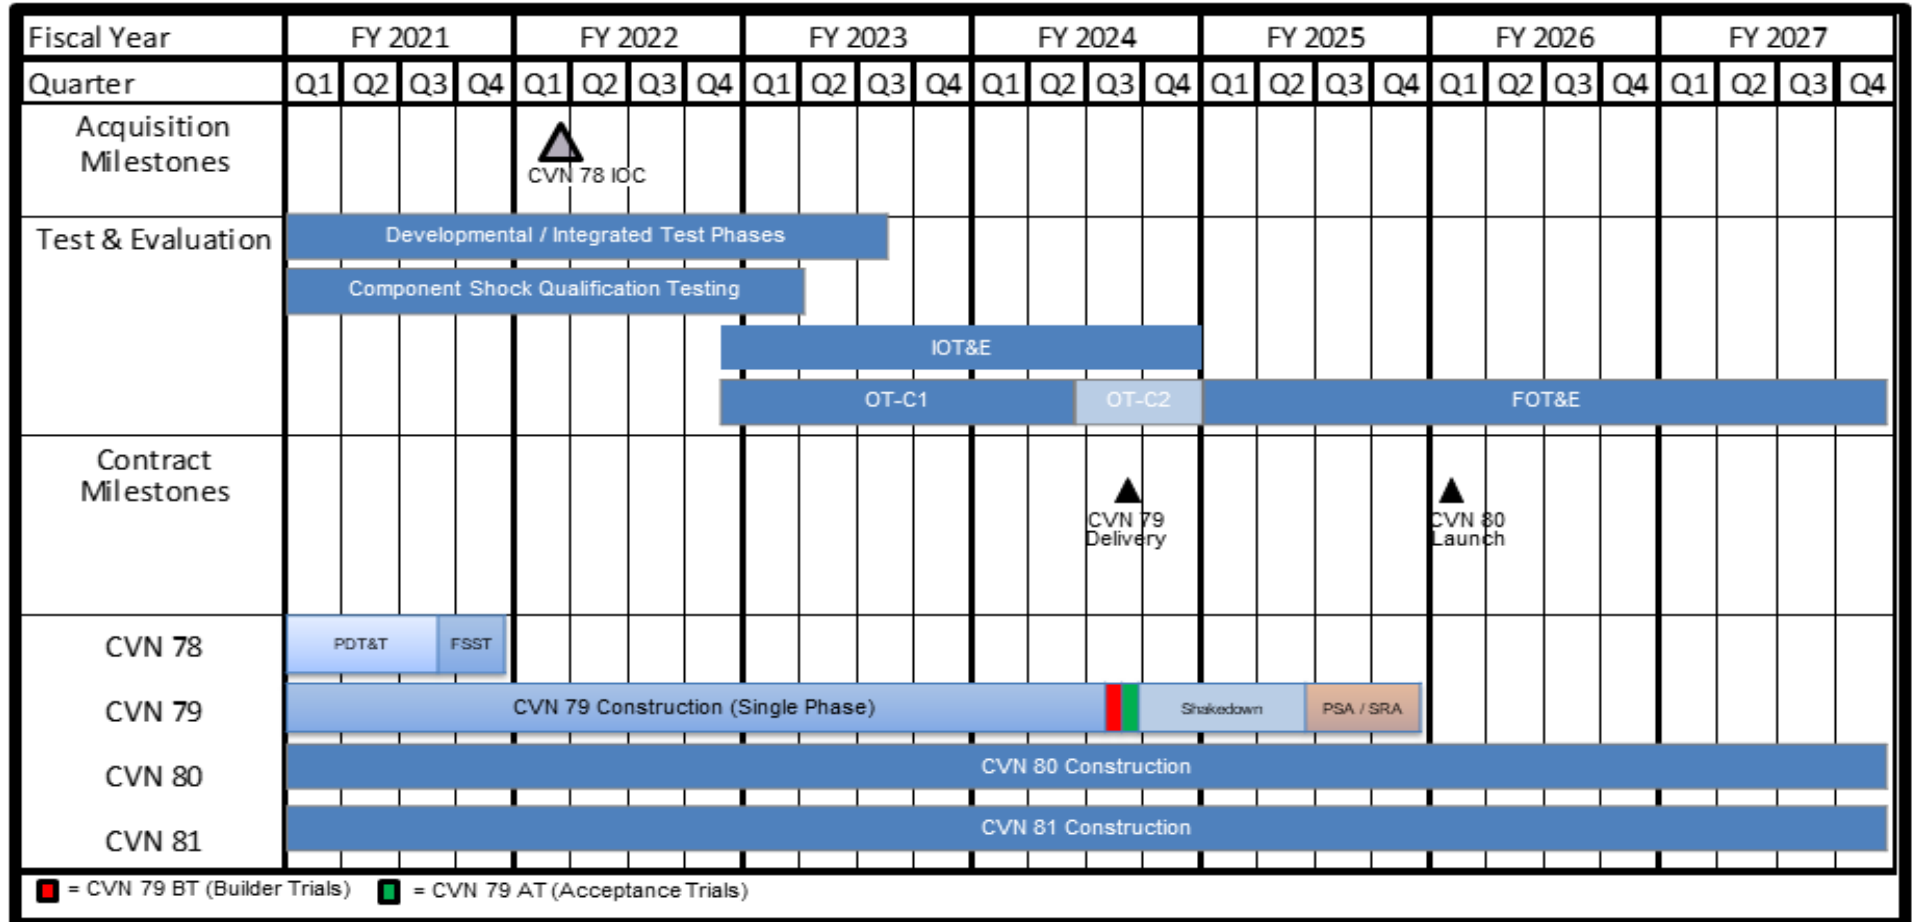 Fiscal Year FY 2021 FY 2022 FY 2023 FY 2024 FY 2025 FY 2026 FY 2027
Quarter Q1 Q2 Q3 Q4 Q1 Q2 Q3 Q4 Q1 Q2 Q3 Q4 Q1 Q2 Q3 Q4 Q1 Q2 Q3 Q4 Q1 Q2 Q3 Q4 Q1 Q2 Q3 Q4
Acquisition
Milestones
CVN 78 IOC
Test & Evaluation
Developmental / Integrated Test Phases
Component Shock Qualification Testing
IOT&E
OT-C1 OT-C2 FOT&E
Contract
Milestones
CVN 79
Delivery
CVN 80
Launch
CVN 78 PDT&T FSST
CVN 79 CVN 79 Construction (Single Phase) Shakedown PSA / SRA
CVN 80 CVN 80 Construction
CVN 81 CVN 81 Construction
= CVN 79 BT (Builder Trials) = CVN 79 AT (Acceptance Trials)